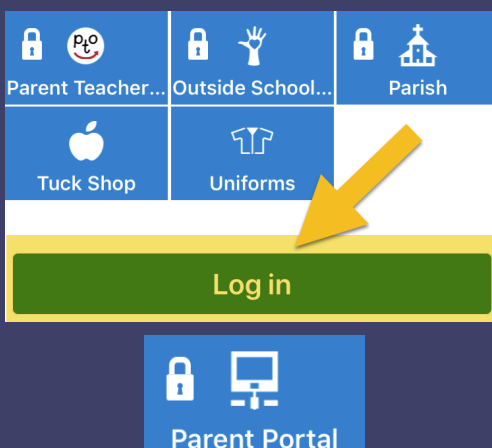 pto
Parent Teacher... Outside School... Parish
Tuck Shop Uniforms
Log in
Parent Portal